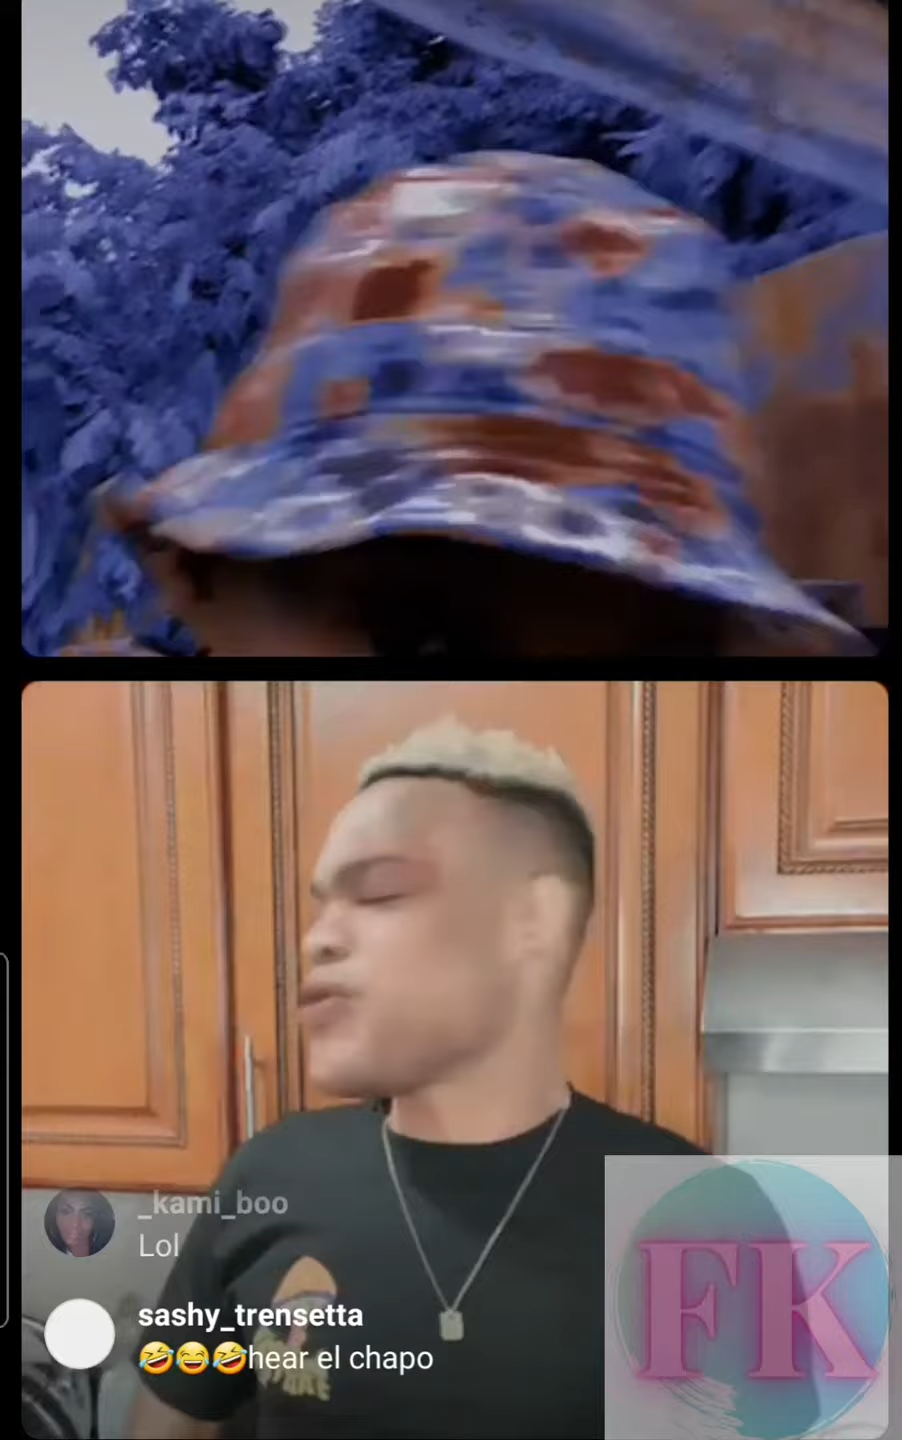 _kami_boo
Lol
sashy_trensetta
🤣😂🤣hear el chapo
FK